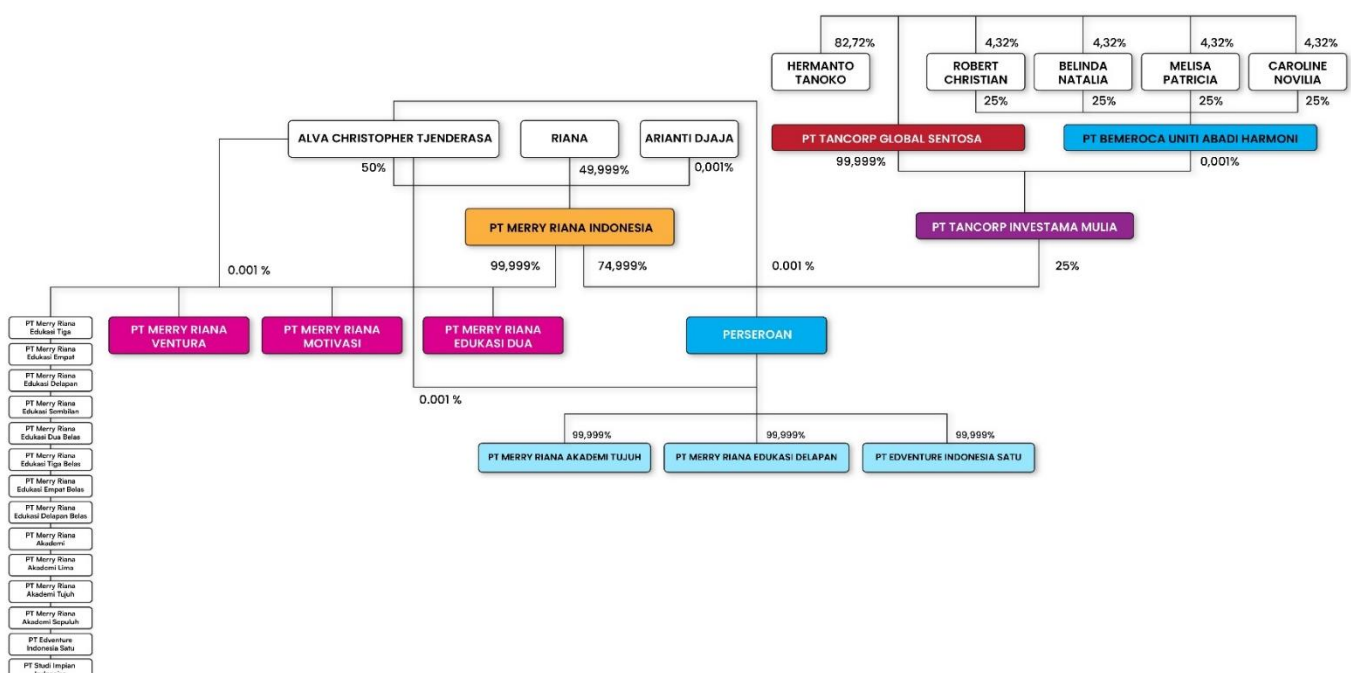 82,72%
4,32%
4,32%
4,32%
4,32%
HERMANTO
TANOKO
ROBERT
CHRISTIAN
BELINDA
NATALIA
MELISA
PATRICIA
CAROLINE
NOVILIA
25%
25%
25%
25%
ALVA CHRISTOPHER TJENDERASA
RIANA
ARIANTI DJAJA
PT TANCORP GLOBAL SENTOSA
PT BEMEROCA UNITI ABADI HARMONI
50%
49,999%
0,001%
99,999%
0,001%
PT MERRY RIANA INDONESIA
PT TANCORP INVESTAMA MULIA
0.001 %
99,999%
74,999%
0.001 %
25%
PT MERRY RIANA
VENTURA
PT MERRY RIANA
MOTIVASI
PT MERRY RIANA
EDUKASI DUA
PERSEROAN
0.001 %
99,999%
99,999%
99,999%
PT MERRY RIANA AKADEMI TUJUH
PT MERRY RIANA EDUKASI DELAPAN
PT EDVENTURE INDONESIA SATU
PT Merry Riana
Edukasi Tiga
PT Merry Riana
Edukasi Empat
PT Merry Riana
Edukasi Delapan
PT Merry Riana
Edukasi Sembilan
PT Merry Riana
Edukasi Dua Belas
PT Merry Riana
Edukasi Tiga Belas
PT Merry Riana
Edukasi Empat Belas
PT Merry Riana
Edukasi Delapan Belas
PT Merry Riana
Akademi
PT Merry Riana
Akademi Lima
PT Merry Riana
Akademi Tujuh
PT Merry Riana
Akademi Sepuluh
PT Edventure
Indonesia Satu
PT Studi Impian